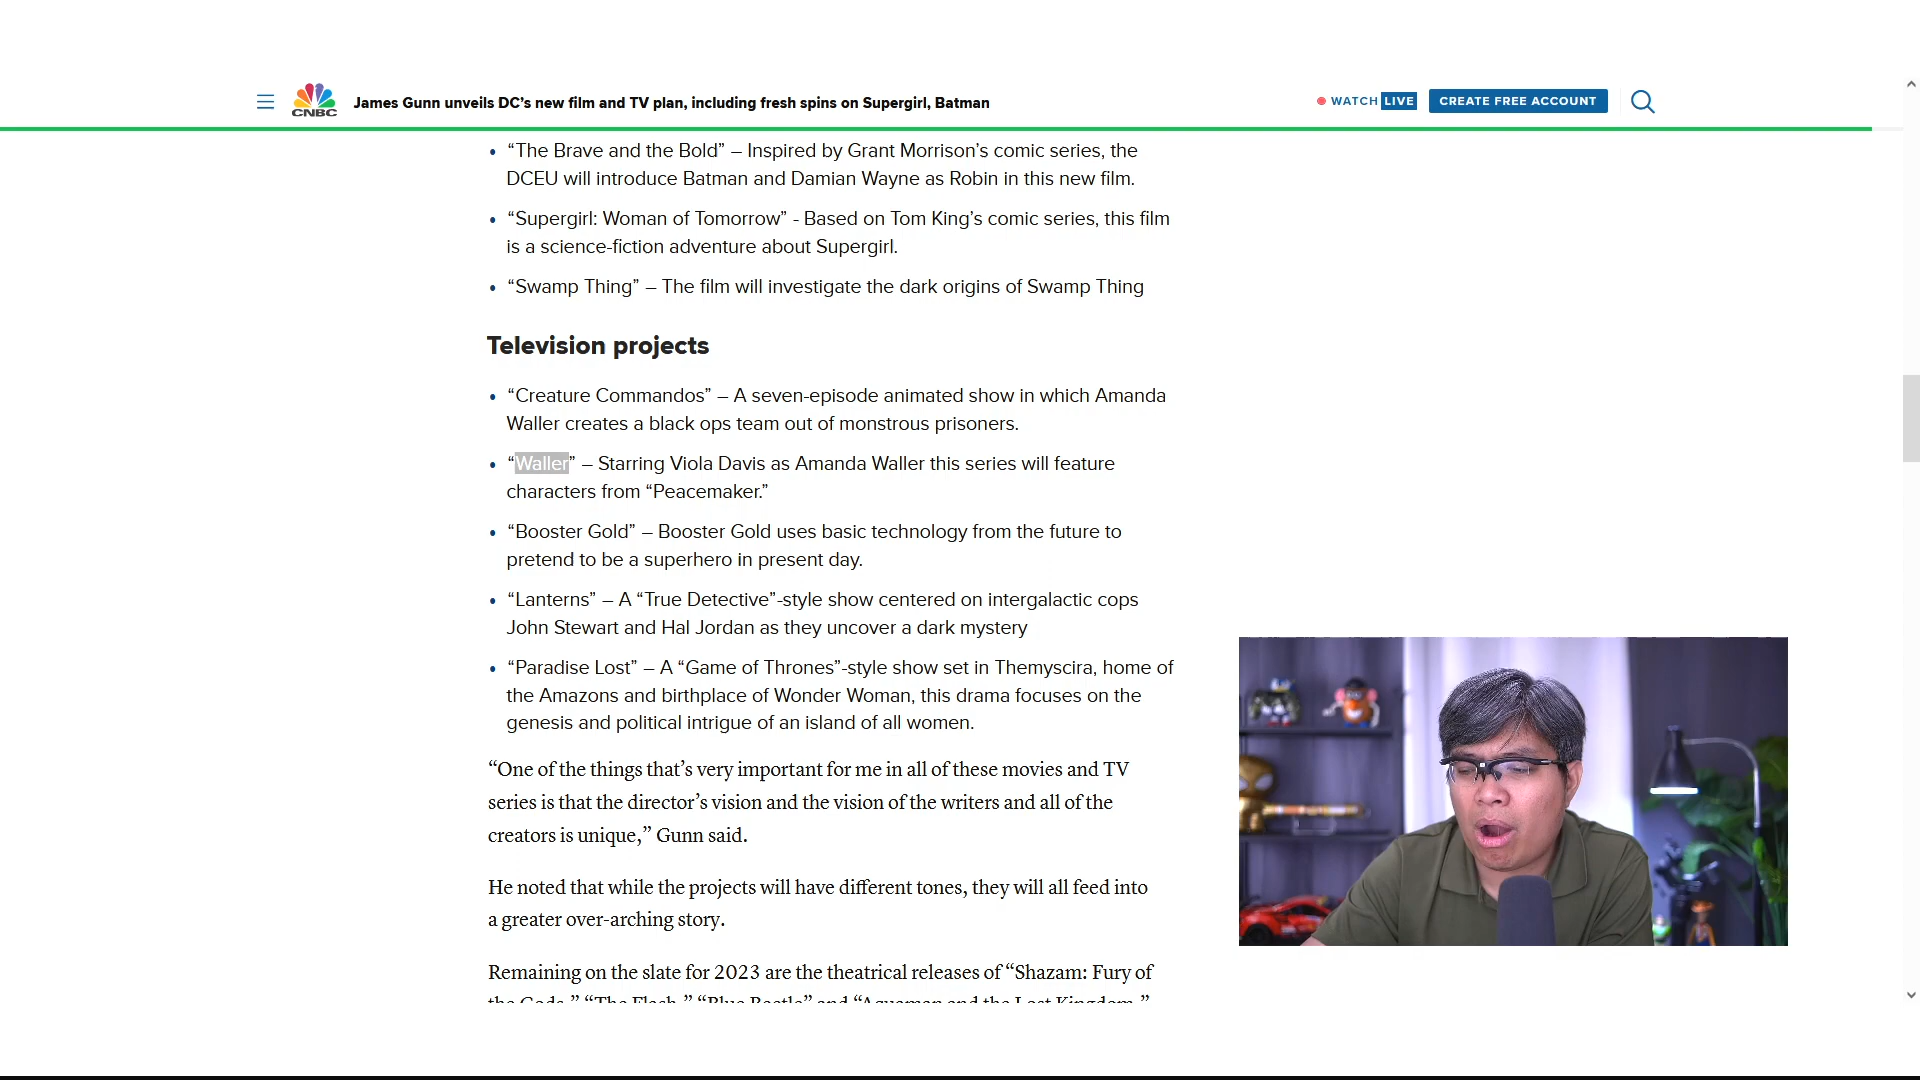 CNBC
James Gunn unveils DC’s new film and TV plan, including fresh spins on Supergirl, Batman
WATCH LIVE
CREATE FREE ACCOUNT
• “The Brave and the Bold” – Inspired by Grant Morrison’s comic series, the
DCEU will introduce Batman and Damian Wayne as Robin in this new film.
• “Supergirl: Woman of Tomorrow” - Based on Tom King’s comic series, this film
is a science-fiction adventure about Supergirl.
• “Swamp Thing” – The film will investigate the dark origins of Swamp Thing
Television projects
• “Creature Commandos” – A seven-episode animated show in which Amanda
Waller creates a black ops team out of monstrous prisoners.
• “Waller” – Starring Viola Davis as Amanda Waller this series will feature
characters from “Peacemaker.”
• “Booster Gold” – Booster Gold uses basic technology from the future to
pretend to be a superhero in present day.
• “Lanterns” – A “True Detective”-style show centered on intergalactic cops
John Stewart and Hal Jordan as they uncover a dark mystery
• “Paradise Lost” – A “Game of Thrones”-style show set in Themyscira, home of
the Amazons and birthplace of Wonder Woman, this drama focuses on the
genesis and political intrigue of an island of all women.
“One of the things that’s very important for me in all of these movies and TV
series is that the director’s vision and the vision of the writers and all of the
creators is unique,” Gunn said.
He noted that while the projects will have different tones, they will all feed into
a greater over-arching story.
Remaining on the slate for 2023 are the theatrical releases of “Shazam: Fury of
the Gods,” “The Flash,” “Blue Beetle” and “Aquaman and the Lost Kingdom.”